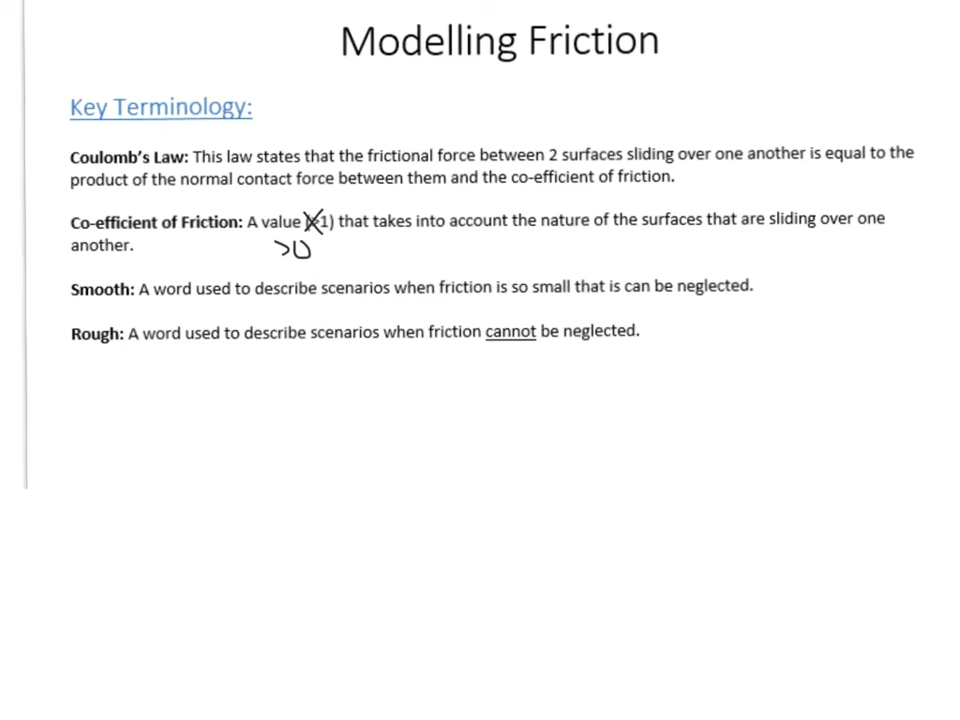 Modelling Friction
Key Terminology:
Coulomb's Law: This law states that the frictional force between 2 surfaces sliding over one another is equal to the
product of the normal contact force between them and the co-efficient of friction.
Co-efficient of Friction: A value 1) that takes into account the nature of the surfaces that are sliding over one
another.
>0
Smooth: A word used to describe scenarios when friction is so small that is can be neglected.
Rough: A word used to describe scenarios when friction cannot be neglected.